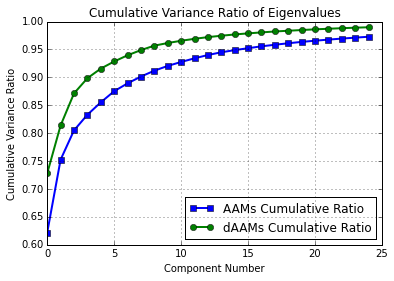 Cumulative Variance Ratio of Eigenvalues
1.00
0.95
0.90
0.85
0.80
0.75
0.70
0.65
0.60
Cumulative Variance Ratio
AAMs Cumulative Ratio
dAAMs Cumulative Ratio
0 5 10 15 20 25
Component Number